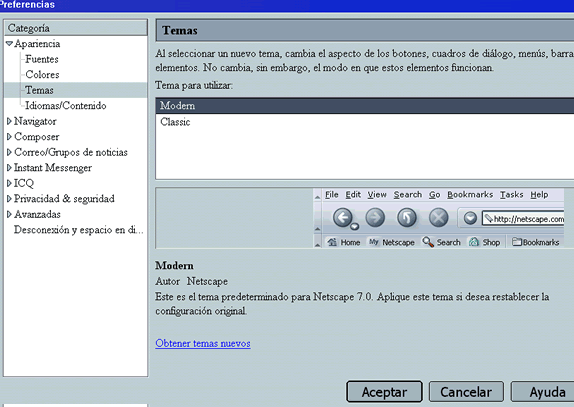 Preferencias
Categoría
Apariencia
Fuentes
Colores
Temas
Idiomas/Contenido
Navigator
Composer
Correo/Grupos de noticias
Instant Messenger
ICQ
Privacidad & seguridad
Avanzadas
Desconexión y espacio en di...
Temas
Al seleccionar un nuevo tema, cambia el aspecto de los botones, cuadros de diálogo, menús, barra
elementos. No cambia, sin embargo, el modo en que estos elementos funcionan.
Tema para utilizar:
Modern
Classic
File Edit View Search Go Bookmarks Tasks Help
http://netscape.com
Home My Netscape Search Shop Bookmarks
Modern
Autor Netscape
Este es el tema predeterminado para Netscape 7.0. Aplique este tema si desea restablecer la
configuración original.
Obtener temas nuevos
Aceptar Cancelar Ayuda